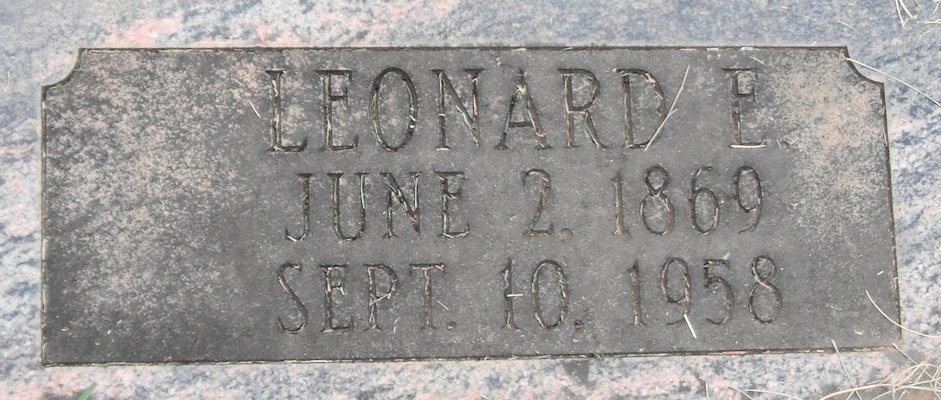 LEONARD E.
JUNE 2, 1869
SEPT. 10, 1958